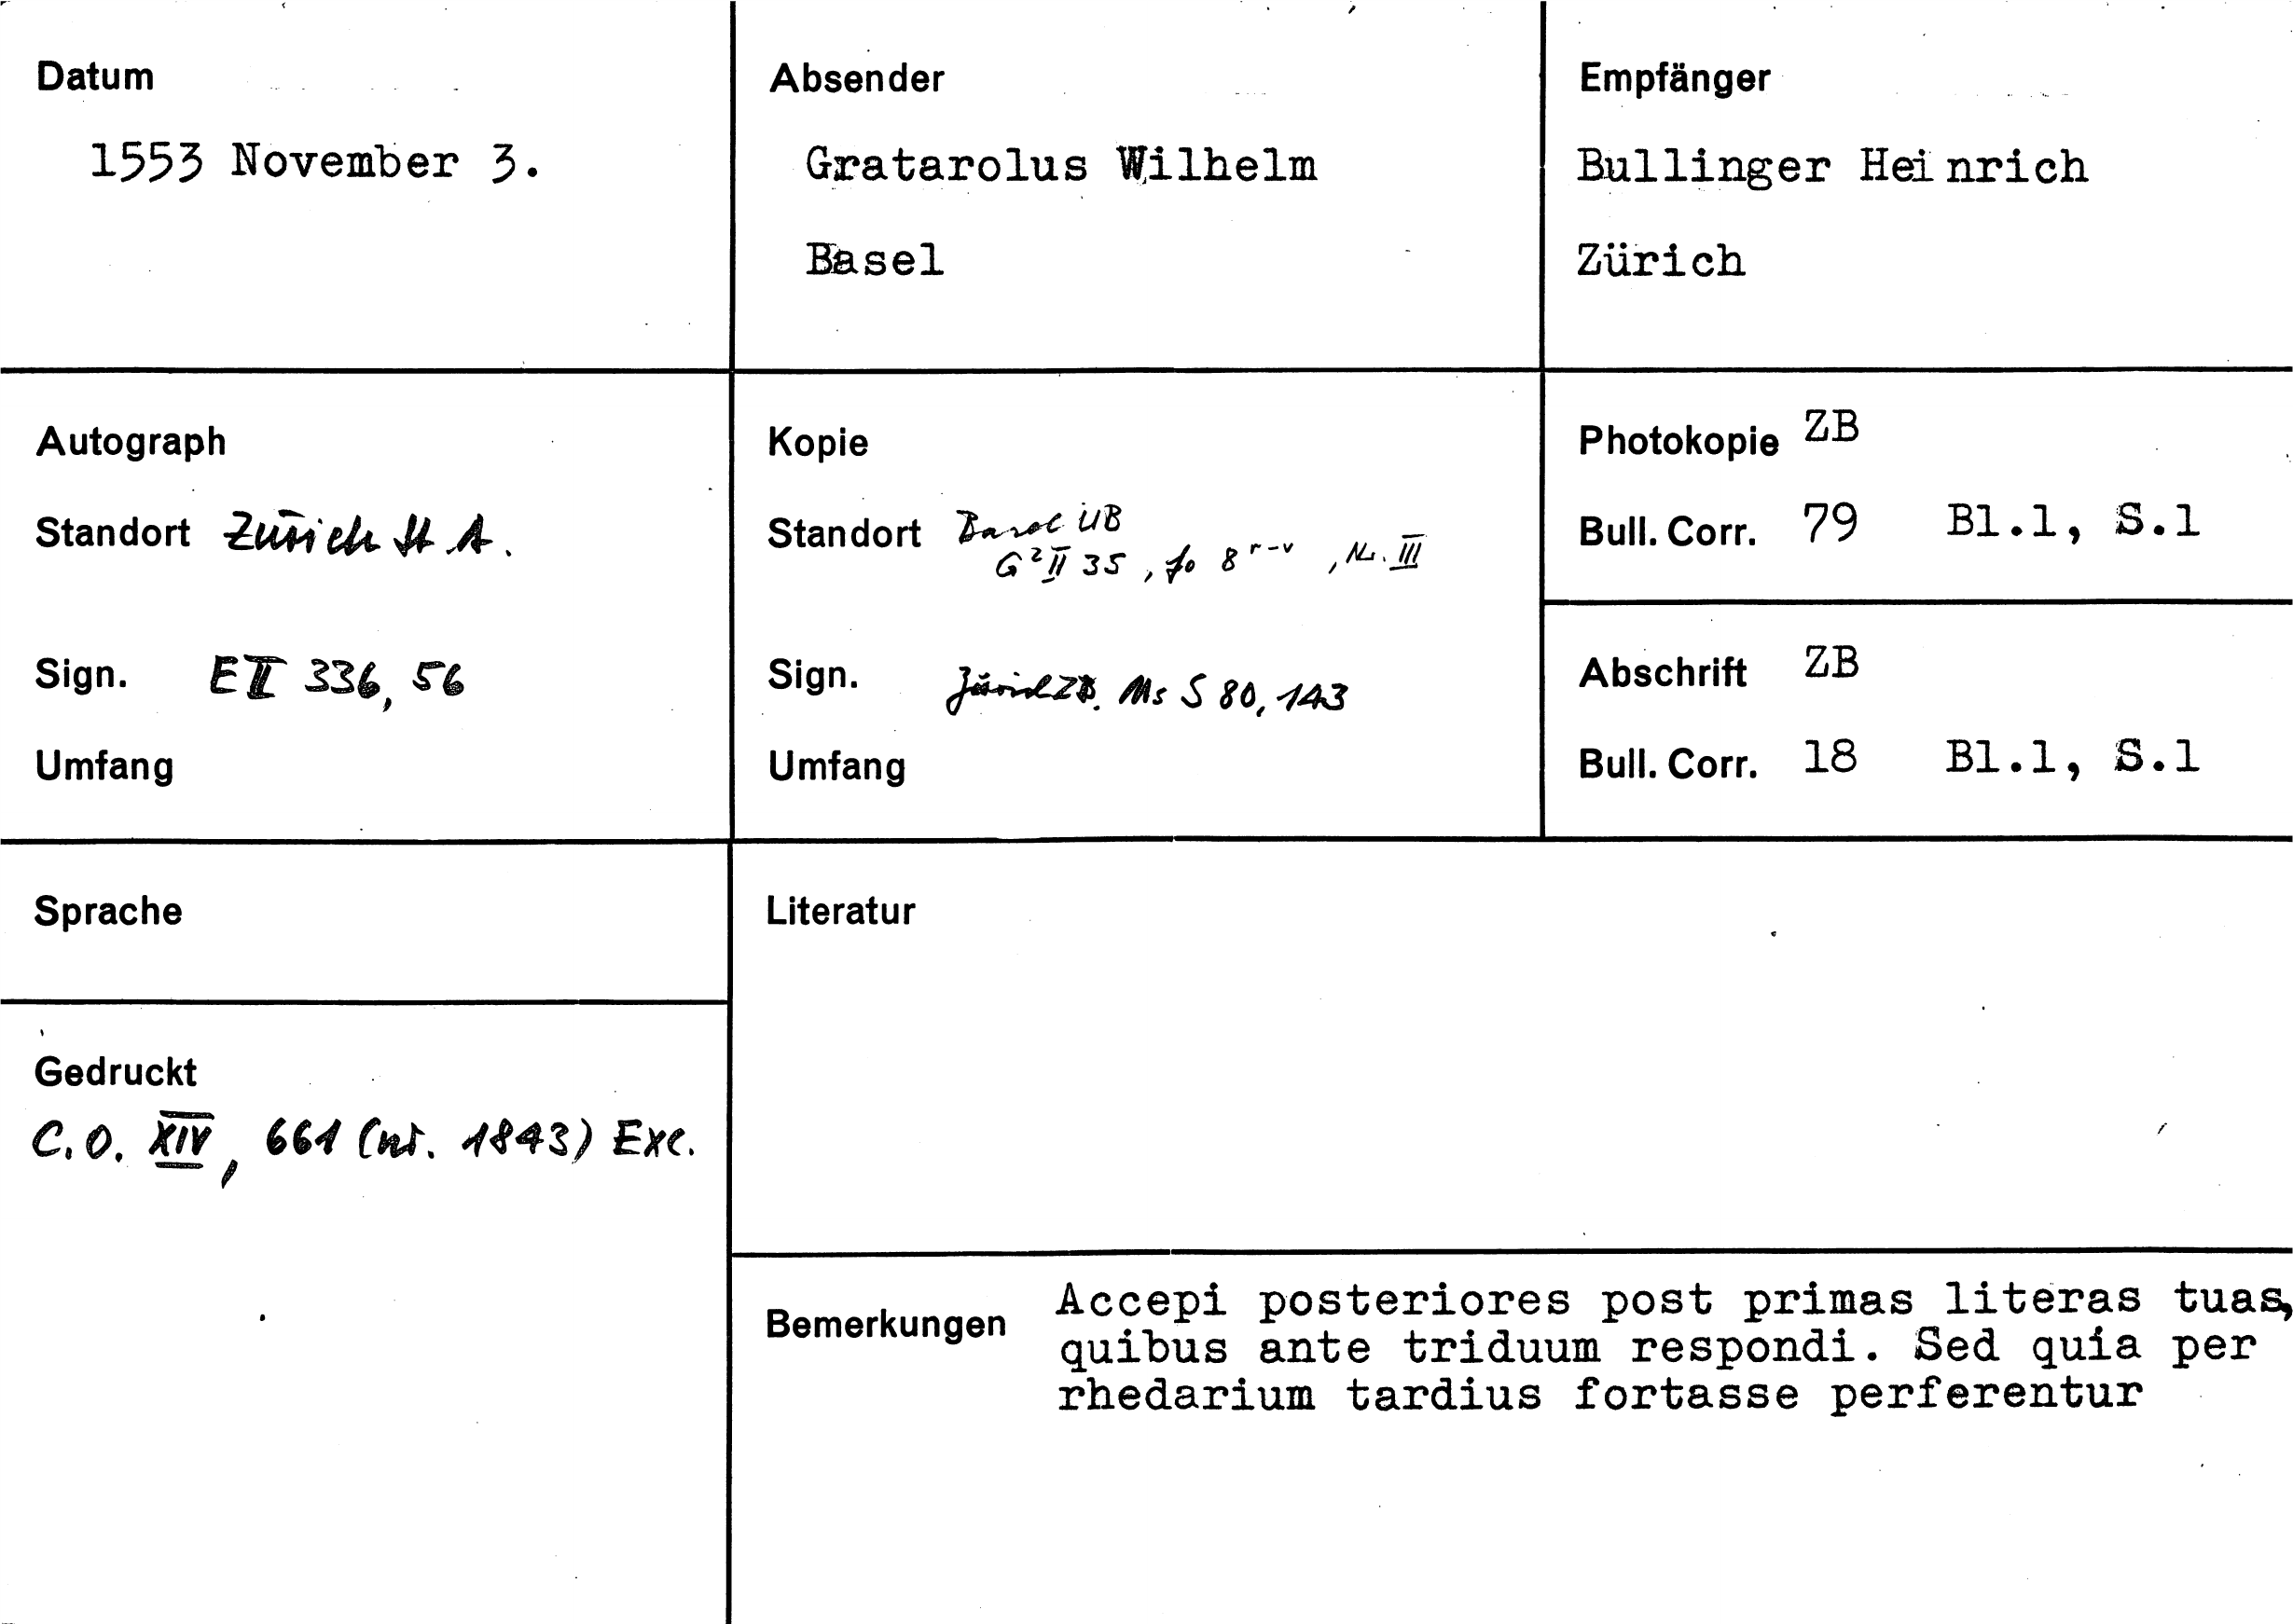 Datum
1553 November 3.
Absender
Gratarolus Wilhelm
Basel
Empfänger
Bullinger Heinrich
Zürich
Autograph
Standort Zürich StA.
Sign. E II 336, 56
Umfang
Kopie
Standort Basel UB
G² II 35, fo 8 r-v, Nr. III
Sign. Zürich ZB. Ms S 80, 143
Umfang
Photokopie ZB
Bull. Corr. 79 Bl.1, S.1
Abschrift ZB
Bull. Corr. 18 Bl.1, S.1
Sprache
Literatur
Gedruckt
C.O. XIV, 661 (nr. 1843) Exc.
Bemerkungen
Accepi posteriores post primas literas tuas,
quibus ante triduum respondi. Sed quia per
rhedarium tardius fortasse perferentur